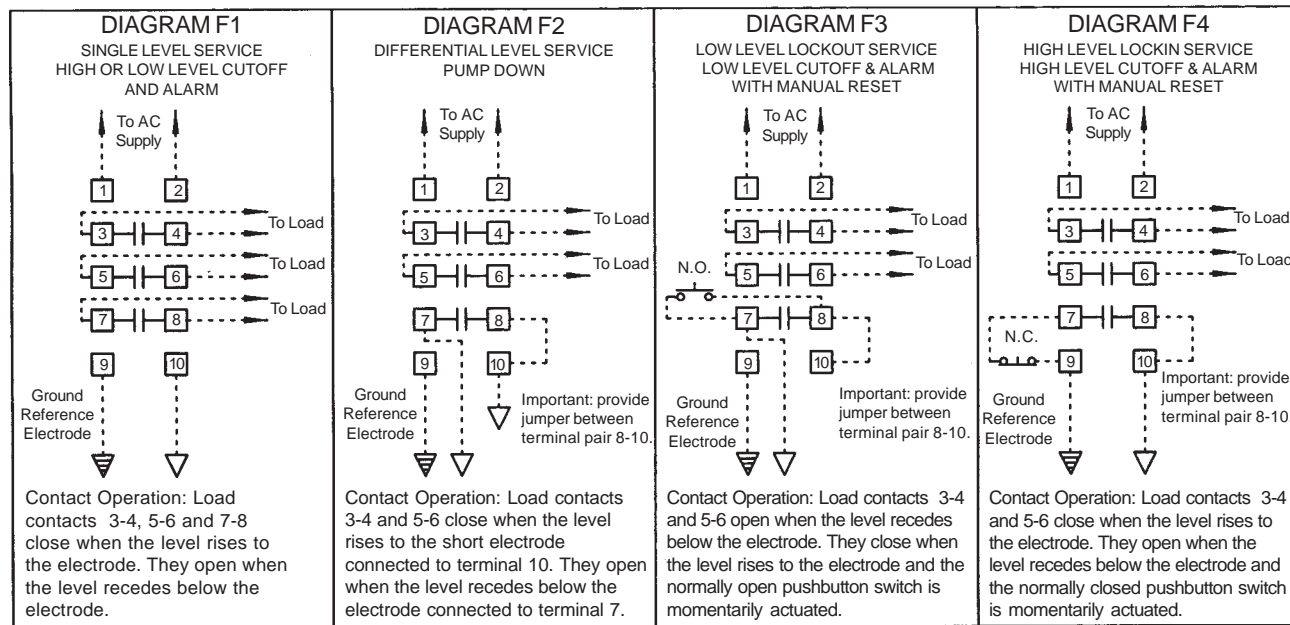 DIAGRAM F1
SINGLE LEVEL SERVICE
HIGH OR LOW LEVEL CUTOFF
AND ALARM
To AC
Supply
1
2
To Load
3
4
To Load
5
6
To Load
7
8
9
10
Ground
Reference
Electrode
Contact Operation: Load
contacts 3-4, 5-6 and 7-8
close when the level rises to
the electrode. They open when
the level recedes below the
electrode.
DIAGRAM F2
DIFFERENTIAL LEVEL SERVICE
PUMP DOWN
To AC
Supply
1
2
To Load
3
4
To Load
5
6
7
8
9
10
Ground
Reference
Electrode
Important: provide
jumper between
terminal pair 8-10.
Contact Operation: Load contacts
3-4 and 5-6 close when the level
rises to the short electrode
connected to terminal 10. They open
when the level recedes below the
electrode connected to terminal 7.
DIAGRAM F3
LOW LEVEL LOCKOUT SERVICE
LOW LEVEL CUTOFF & ALARM
WITH MANUAL RESET
To AC
Supply
1
2
To Load
3
4
To Load
5
6
N.O.
7
8
9
10
Ground
Reference
Electrode
Important: provide
jumper between
terminal pair 8-10.
Contact Operation: Load contacts 3-4
and 5-6 open when the level recedes
below the electrode. They close when
the level rises to the electrode and the
normally open pushbutton switch is
momentarily actuated.
DIAGRAM F4
HIGH LEVEL LOCKIN SERVICE
HIGH LEVEL CUTOFF & ALARM
WITH MANUAL RESET
To AC
Supply
1
2
To Load
3
4
To Load
5
6
7
8
N.C.
9
10
Ground
Reference
Electrode
Important: provide
jumper between
terminal pair 8-10.
Contact Operation: Load contacts 3-4
and 5-6 close when the level rises to
the electrode. They open when the
level recedes below the electrode and
the normally closed pushbutton switch
is momentarily actuated.